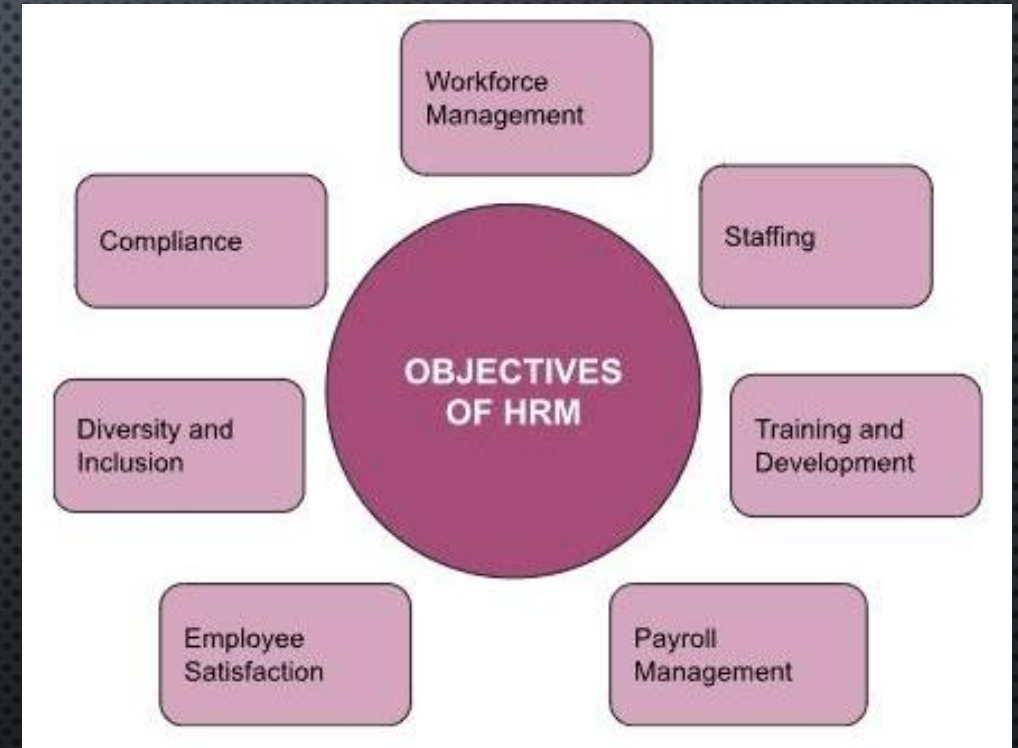 Workforce
Management
Compliance
Staffing
OBJECTIVES
OF HRM
Diversity and
Inclusion
Training and
Development
Employee
Satisfaction
Payroll
Management